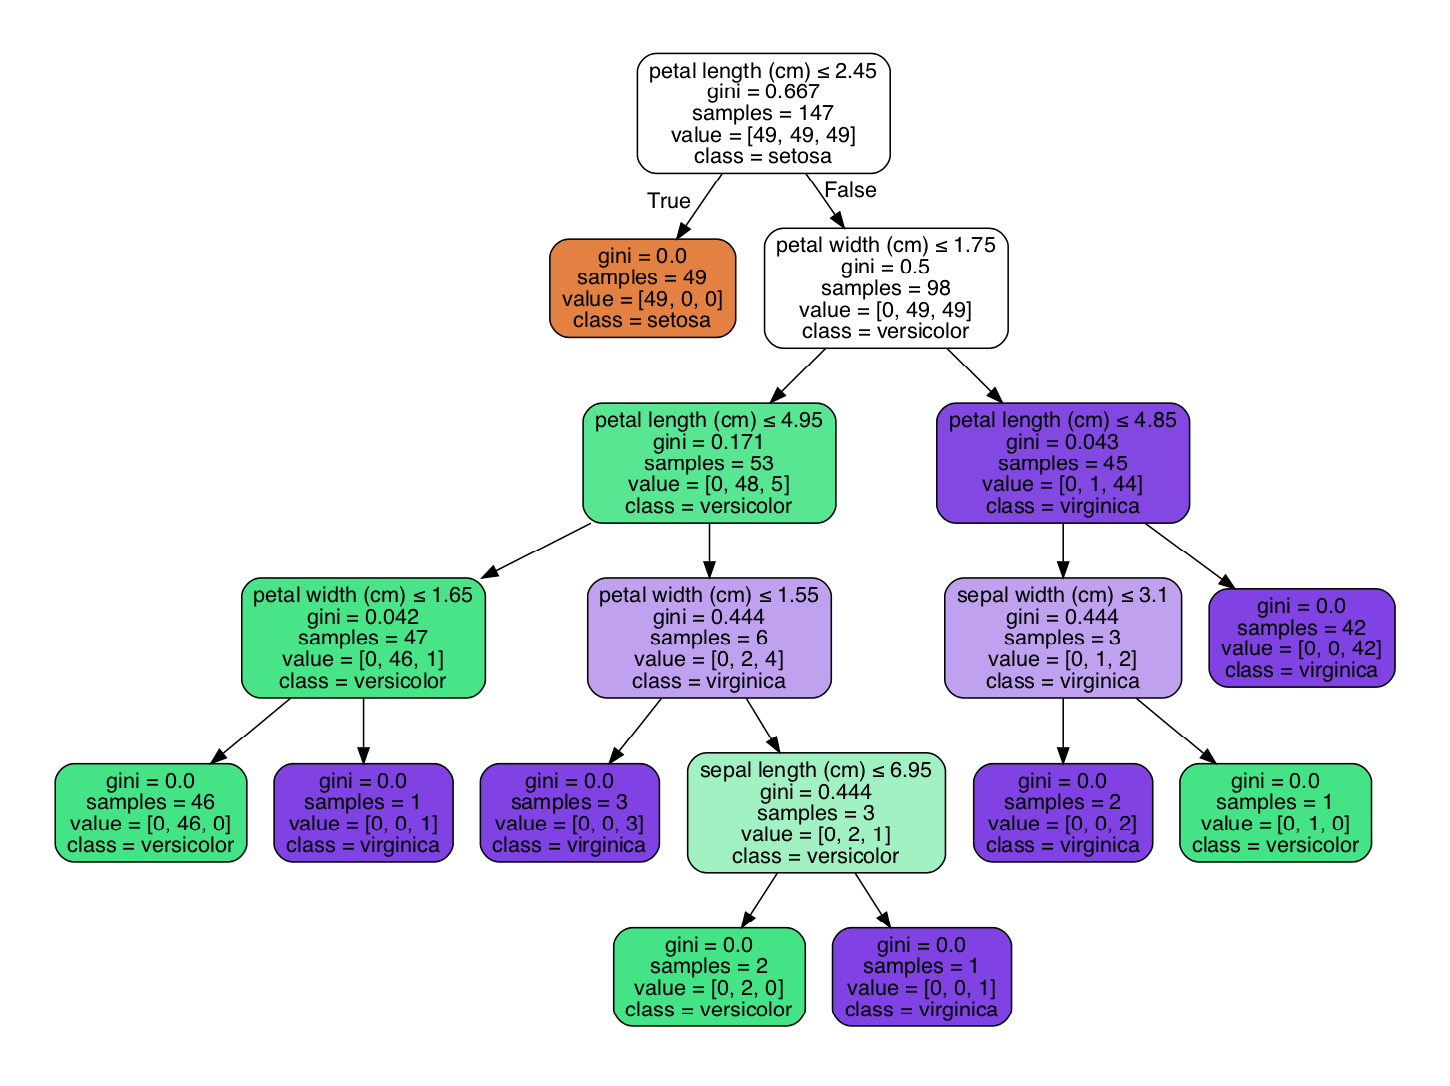 petal length (cm) ≤ 2.45
gini = 0.667
samples = 147
value = [49, 49, 49]
class = setosa
True
False
gini = 0.0
samples = 49
value = [49, 0, 0]
class = setosa
petal width (cm) ≤ 1.75
gini = 0.5
samples = 98
value = [0, 49, 49]
class = versicolor
petal length (cm) ≤ 4.95
gini = 0.171
samples = 53
value = [0, 48, 5]
class = versicolor
petal length (cm) ≤ 4.85
gini = 0.043
samples = 45
value = [0, 1, 44]
class = virginica
petal width (cm) ≤ 1.65
gini = 0.042
samples = 47
value = [0, 46, 1]
class = versicolor
petal width (cm) ≤ 1.55
gini = 0.444
samples = 6
value = [0, 2, 4]
class = virginica
sepal width (cm) ≤ 3.1
gini = 0.444
samples = 3
value = [0, 1, 2]
class = virginica
gini = 0.0
samples = 42
value = [0, 0, 42]
class = virginica
gini = 0.0
samples = 46
value = [0, 46, 0]
class = versicolor
gini = 0.0
samples = 1
value = [0, 0, 1]
class = virginica
gini = 0.0
samples = 3
value = [0, 0, 3]
class = virginica
sepal length (cm) ≤ 6.95
gini = 0.444
samples = 3
value = [0, 2, 1]
class = versicolor
gini = 0.0
samples = 2
value = [0, 0, 2]
class = virginica
gini = 0.0
samples = 1
value = [0, 1, 0]
class = versicolor
gini = 0.0
samples = 2
value = [0, 2, 0]
class = versicolor
gini = 0.0
samples = 1
value = [0, 0, 1]
class = virginica